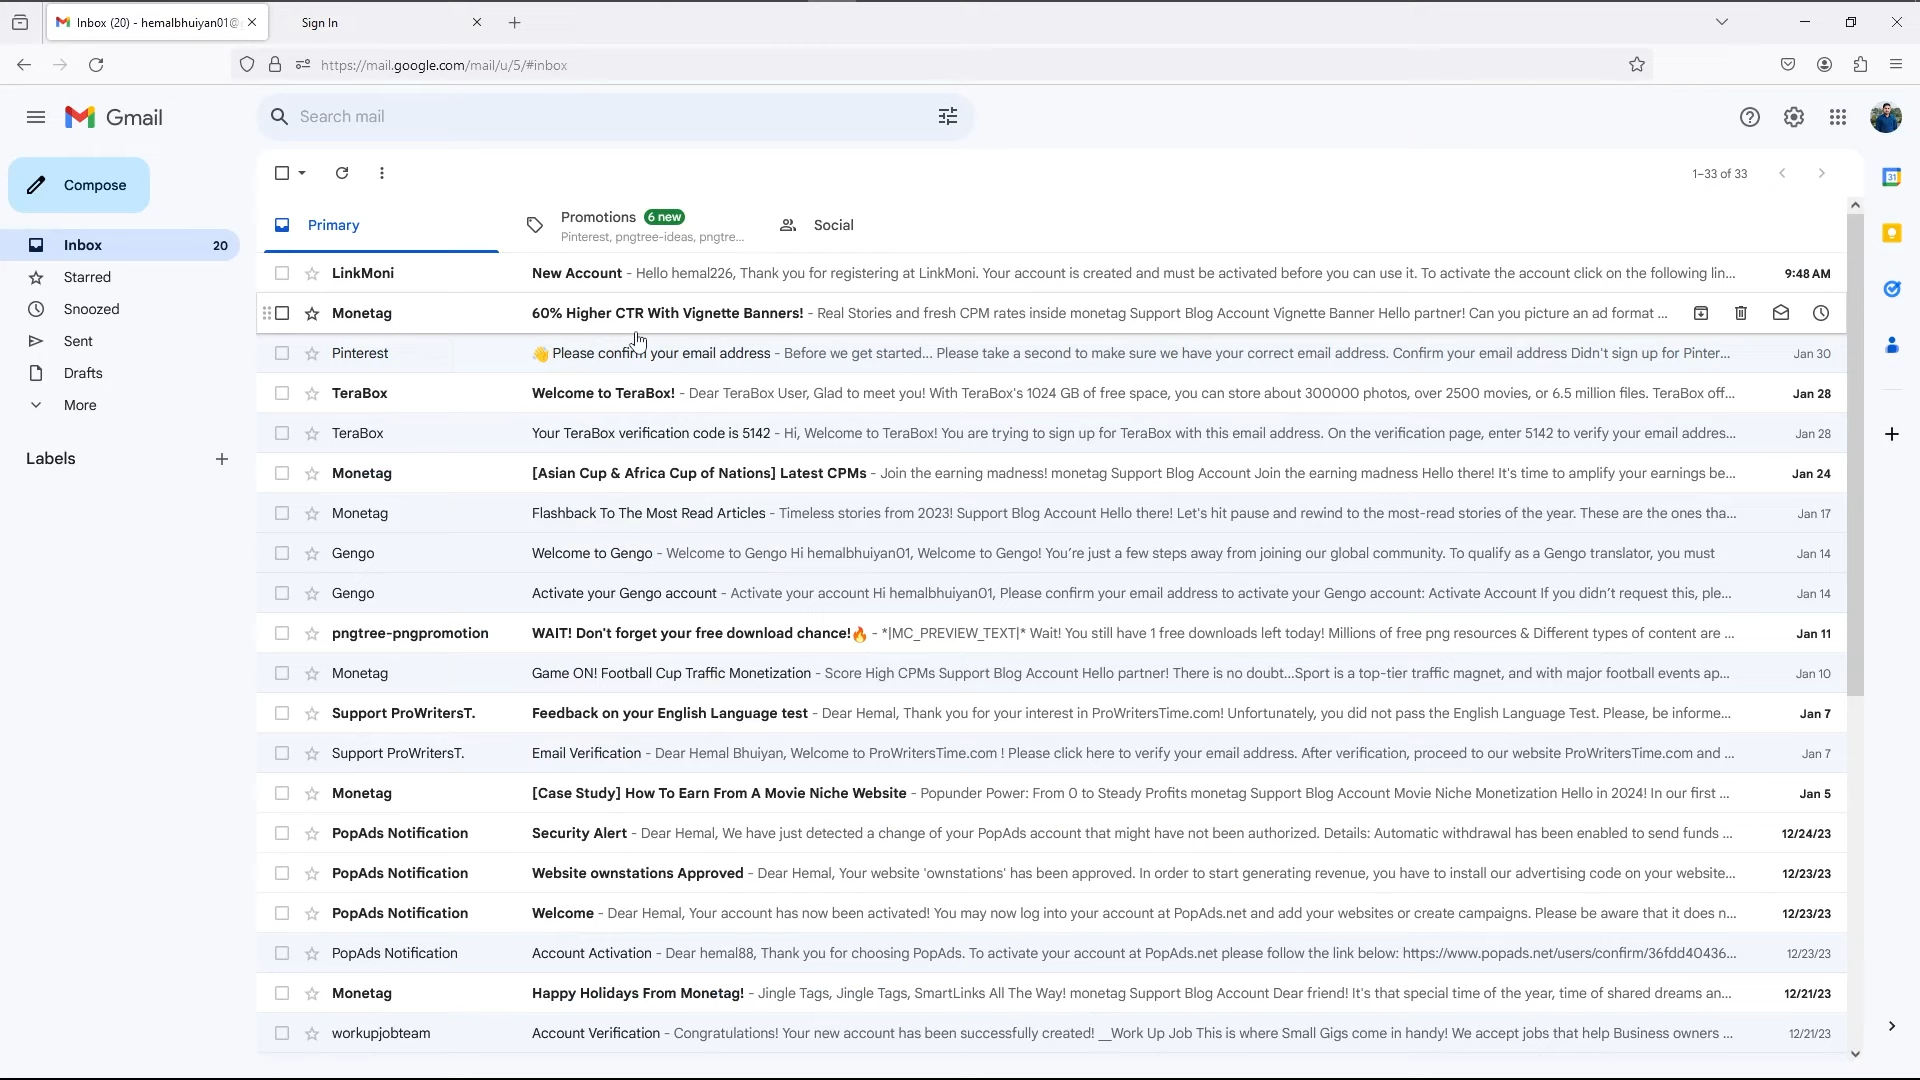 Inbox (20) - hemalbhuiyan01@
Sign In
https://mail.google.com/mail/u/5/#inbox
Gmail
Search mail
Compose
1–33 of 33
Primary
Promotions 6 new
Pinterest, pngtree-ideas, pngtre...
Social
Inbox 20
Starred
Snoozed
Sent
Drafts
More
Labels
LinkMoni New Account - Hello hemal226, Thank you for registering at LinkMoni. Your account is created and must be activated before you can use it. To activate the account click on the following lin... 9:48 AM
Monetag 60% Higher CTR With Vignette Banners! - Real Stories and fresh CPM rates inside monetag Support Blog Account Vignette Banner Hello partner! Can you picture an ad format ...
Pinterest 👋 Please confirm your email address - Before we get started... Please take a second to make sure we have your correct email address. Confirm your email address Didn't sign up for Pinter... Jan 30
TeraBox Welcome to TeraBox! - Dear TeraBox User, Glad to meet you! With TeraBox's 1024 GB of free space, you can store about 300000 photos, over 2500 movies, or 6.5 million files. TeraBox off... Jan 28
TeraBox Your TeraBox verification code is 5142 - Hi, Welcome to TeraBox! You are trying to sign up for TeraBox with this email address. On the verification page, enter 5142 to verify your email addres... Jan 28
Monetag [Asian Cup & Africa Cup of Nations] Latest CPMs - Join the earning madness! monetag Support Blog Account Join the earning madness Hello there! It's time to amplify your earnings be... Jan 24
Monetag Flashback To The Most Read Articles - Timeless stories from 2023! Support Blog Account Hello there! Let's hit pause and rewind to the most-read stories of the year. These are the ones tha... Jan 17
Gengo Welcome to Gengo - Welcome to Gengo Hi hemalbhuiyan01, Welcome to Gengo! You're just a few steps away from joining our global community. To qualify as a Gengo translator, you must Jan 14
Gengo Activate your Gengo account - Activate your account Hi hemalbhuiyan01, Please confirm your email address to activate your Gengo account: Activate Account If you didn't request this, ple... Jan 14
pngtree-pngpromotion WAIT! Don't forget your free download chance!🔥 - *|MC_PREVIEW_TEXT|* Wait! You still have 1 free downloads left today! Millions of free png resources & Different types of content are ... Jan 11
Monetag Game ON! Football Cup Traffic Monetization - Score High CPMs Support Blog Account Hello partner! There is no doubt...Sport is a top-tier traffic magnet, and with major football events ap... Jan 10
Support ProWritersT. Feedback on your English Language test - Dear Hemal, Thank you for your interest in ProWritersTime.com! Unfortunately, you did not pass the English Language Test. Please, be informe... Jan 7
Support ProWritersT. Email Verification - Dear Hemal Bhuiyan, Welcome to ProWritersTime.com ! Please click here to verify your email address. After verification, proceed to our website ProWritersTime.com and ... Jan 7
Monetag [Case Study] How To Earn From A Movie Niche Website - Popunder Power: From 0 to Steady Profits monetag Support Blog Account Movie Niche Monetization Hello in 2024! In our first ... Jan 5
PopAds Notification Security Alert - Dear Hemal, We have just detected a change of your PopAds account that might have not been authorized. Details: Automatic withdrawal has been enabled to send funds ... 12/24/23
PopAds Notification Website ownstations Approved - Dear Hemal, Your website 'ownstations' has been approved. In order to start generating revenue, you have to install our advertising code on your website... 12/23/23
PopAds Notification Welcome - Dear Hemal, Your account has now been activated! You may now log into your account at PopAds.net and add your websites or create campaigns. Please be aware that it does n... 12/23/23
PopAds Notification Account Activation - Dear hemal88, Thank you for choosing PopAds. To activate your account at PopAds.net please follow the link below: https://www.popads.net/users/confirm/36fdd40436... 12/23/23
Monetag Happy Holidays From Monetag! - Jingle Tags, Jingle Tags, SmartLinks All The Way! monetag Support Blog Account Dear friend! It's that special time of the year, time of shared dreams an... 12/21/23
workupjobteam Account Verification - Congratulations! Your new account has been successfully created! __Work Up Job This is where Small Gigs come in handy! We accept jobs that help Business owners ... 12/21/23